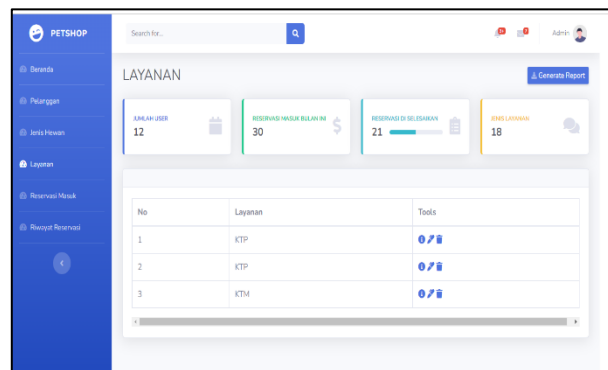 PETSHOP
Search for...
Admin
Beranda
LAYANAN
Generate Report
Pelanggan
Jenis Hewan
Layanan
Reservasi Masuk
Riwayat Reservasi
JUMLAH USER
12
RESERVASI MASUK BULAN INI
30
RESERVASI DI SELESAIKAN
21
JENIS LAYANAN
18
No Layanan Tools
1 KTP
2 KTP
3 KTM